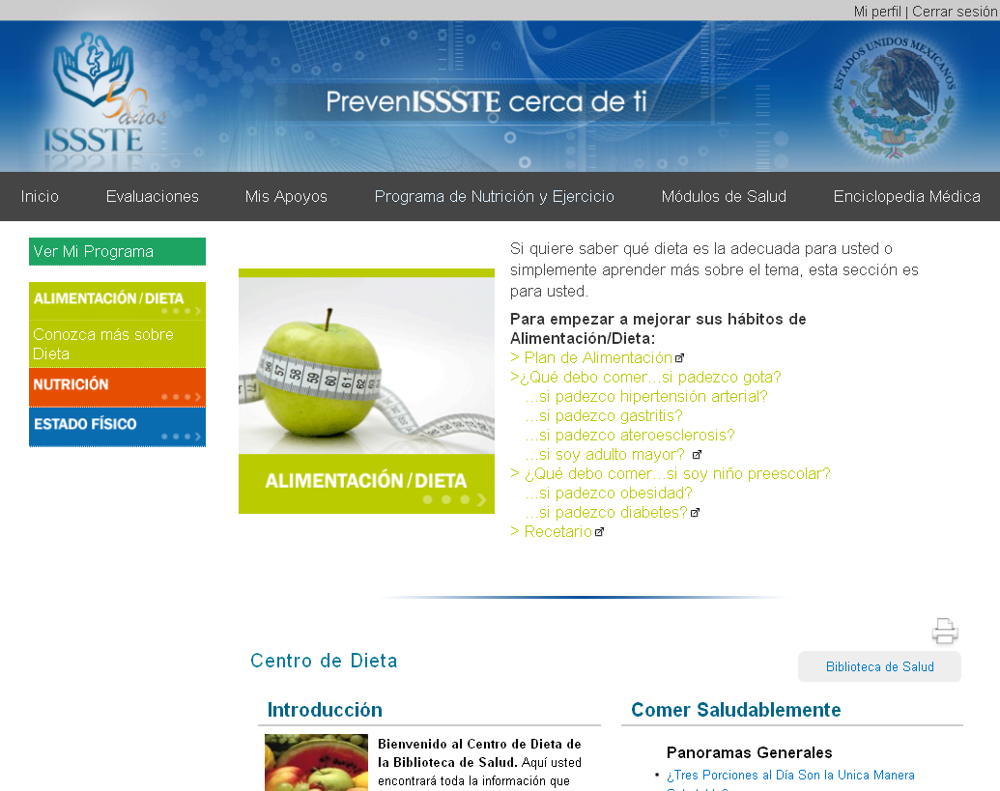 Mi perfil | Cerrar sesión
50
años
ISSSTE
PrevenISSSTE cerca de ti
ESTADOS UNIDOS MEXICANOS
Inicio Evaluaciones Mis Apoyos Programa de Nutrición y Ejercicio Módulos de Salud Enciclopedia Médica
Ver Mi Programa
ALIMENTACIÓN / DIETA
Conozca más sobre
Dieta
NUTRICIÓN
ESTADO FÍSICO
57 58 59 60 61 62
ALIMENTACIÓN / DIETA
Si quiere saber qué dieta es la adecuada para usted o
simplemente aprender más sobre el tema, esta sección es
para usted.
Para empezar a mejorar sus hábitos de
Alimentación/Dieta:
> Plan de Alimentación
>¿Qué debo comer...si padezco gota?
...si padezco hipertensión arterial?
...si padezco gastritis?
...si padezco ateroesclerosis?
...si soy adulto mayor?
> ¿Qué debo comer...si soy niño preescolar?
...si padezco obesidad?
...si padezco diabetes?
> Recetario
Centro de Dieta
Biblioteca de Salud
Introducción
Bienvenido al Centro de Dieta de
la Biblioteca de Salud. Aquí usted
encontrará toda la información que
Comer Saludablemente
Panoramas Generales
• ¿Tres Porciones al Día Son la Unica Manera